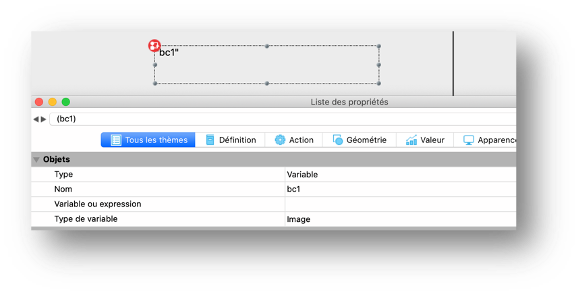 bc1"
Liste des propriétés
(bc1)
Tous les thèmes Définition Action Géométrie Valeur Apparence
Objets
Type Variable
Nom bc1
Variable ou expression
Type de variable Image